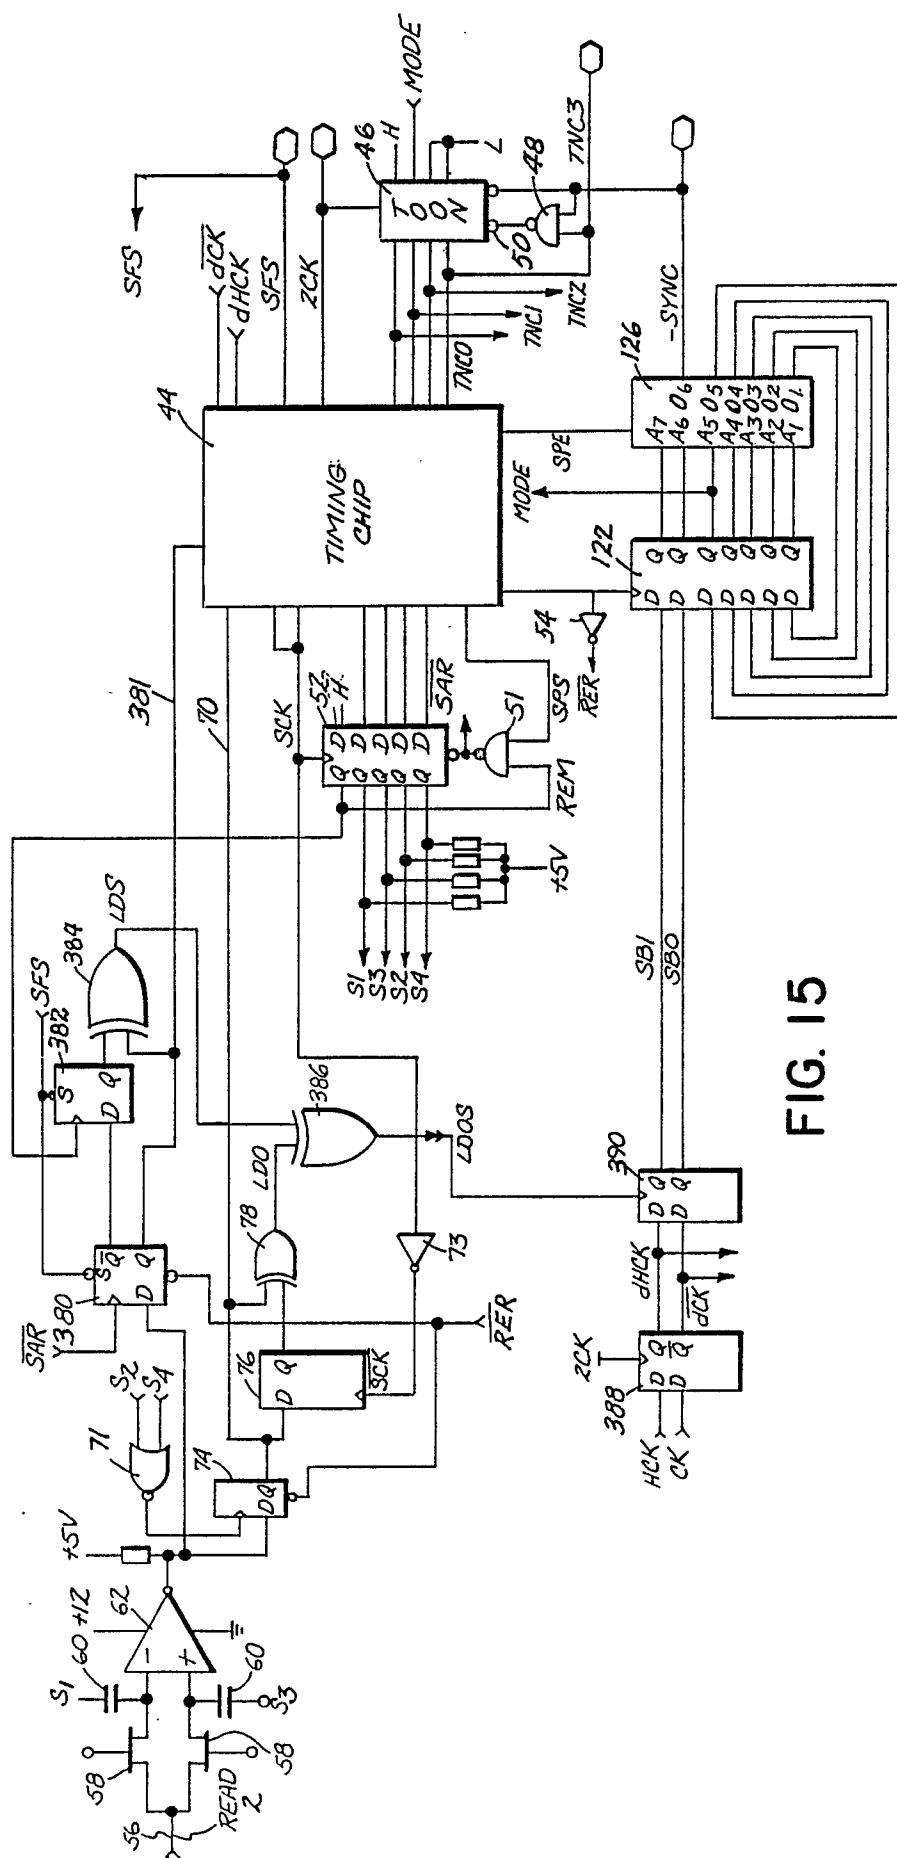 SFS
dCK
dHCK
SFS
2CK
44
TIMING
CHIP
46
H
MODE
T
O
O
N
L
50
48
TNC3
TNC0
TNC1
TNC2
381
70
SCK
52
H
D Q
D Q
D Q
D Q
D Q
SAR
51
REM
SPS
+5V
S1
S3
S2
S4
MODE
SPE
54
RER
122
D Q
D Q
D Q
D Q
D Q
D Q
D Q
126
A7
A6 O6
A5 O5
A4 O4
A3 O3
A2 O2
A1 O1
-SYNC
SFS
382
S
D Q
384
LDS
SAR
380
S Q
D Q
S2
S4
71
74
DQ
76
D Q
SCK
78
LDO
386
LDOS
73
RER
+5V
60
+12
62
S1
-
+
60
S3
58
58
56
READ
2
SB1
SB0
390
D Q
D Q
dHCK
dCK
2CK
388
D Q
D Q
HCK
CK
FIG. 15